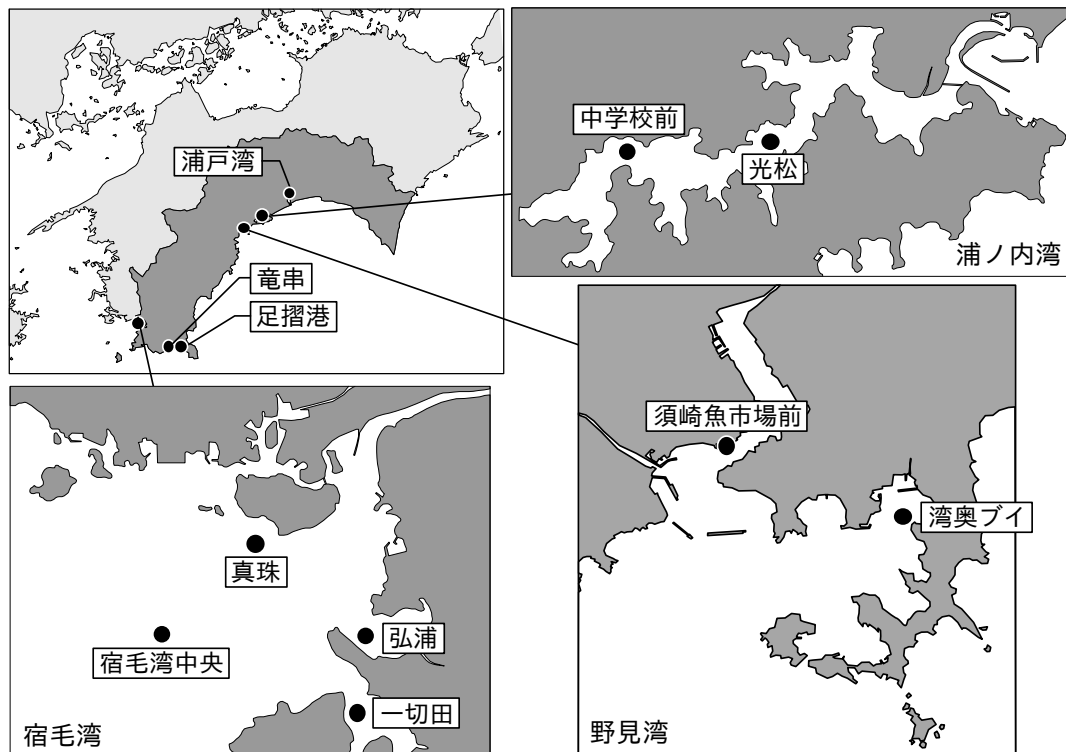 浦戸湾
竜串
足摺港
中学校前
光松
浦ノ内湾
真珠
宿毛湾中央
弘浦
一切田
宿毛湾
須崎魚市場前
湾奥ブイ
野見湾